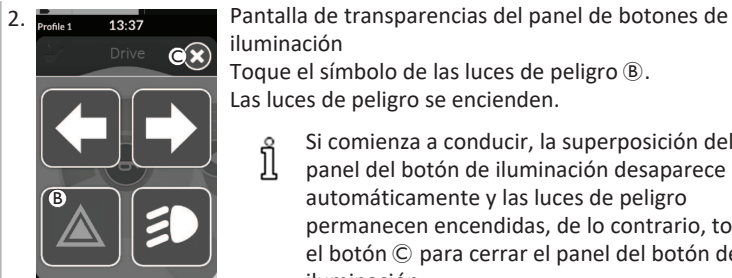 2.
Profile 1 13:37
Drive
Ⓒ
Ⓑ
Pantalla de transparencias del panel de botones de
iluminación
Toque el símbolo de las luces de peligro Ⓑ.
Las luces de peligro se encienden.
Si comienza a conducir, la superposición del
panel del botón de iluminación desaparece
automáticamente y las luces de peligro
permanecen encendidas, de lo contrario, to
el botón Ⓒ para cerrar el panel del botón de
iluminación